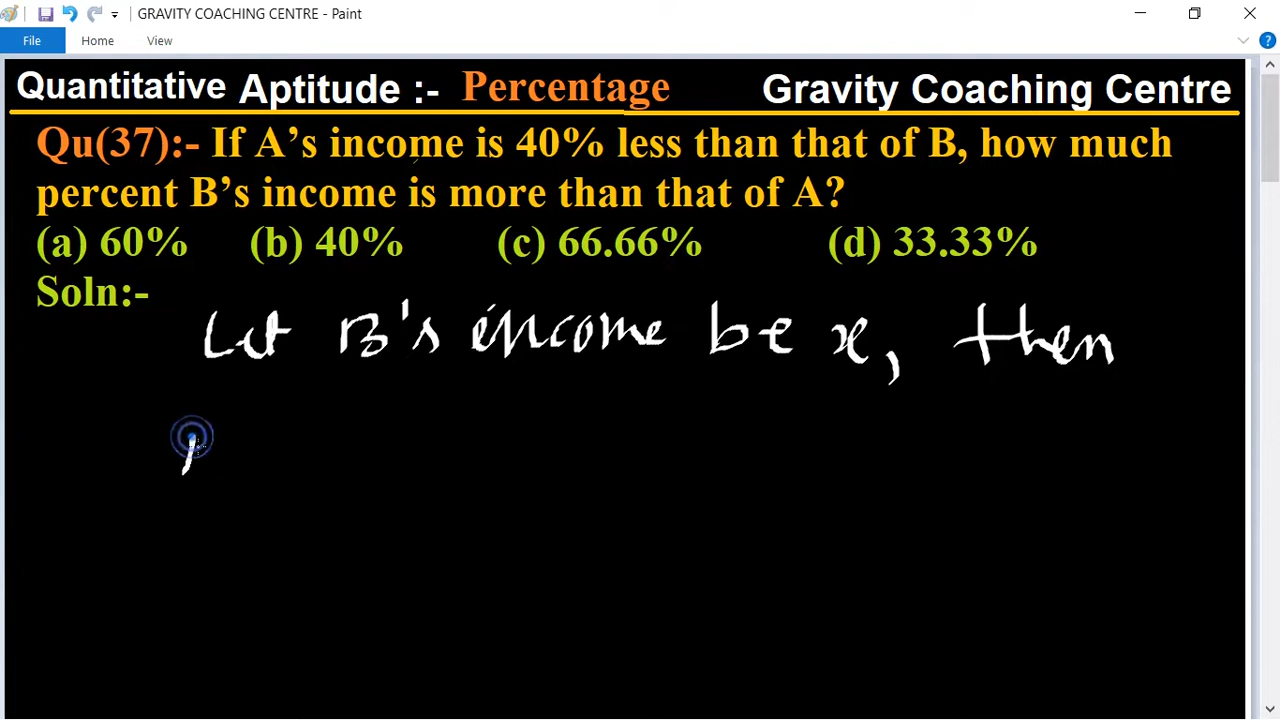 GRAVITY COACHING CENTRE - Paint
File Home View
Quantitative Aptitude :- Percentage Gravity Coaching Centre
Qu(37):- If A’s income is 40% less than that of B, how much
percent B’s income is more than that of A?
(a) 60% (b) 40% (c) 66.66% (d) 33.33%
Soln:-
Let B's income be x, then